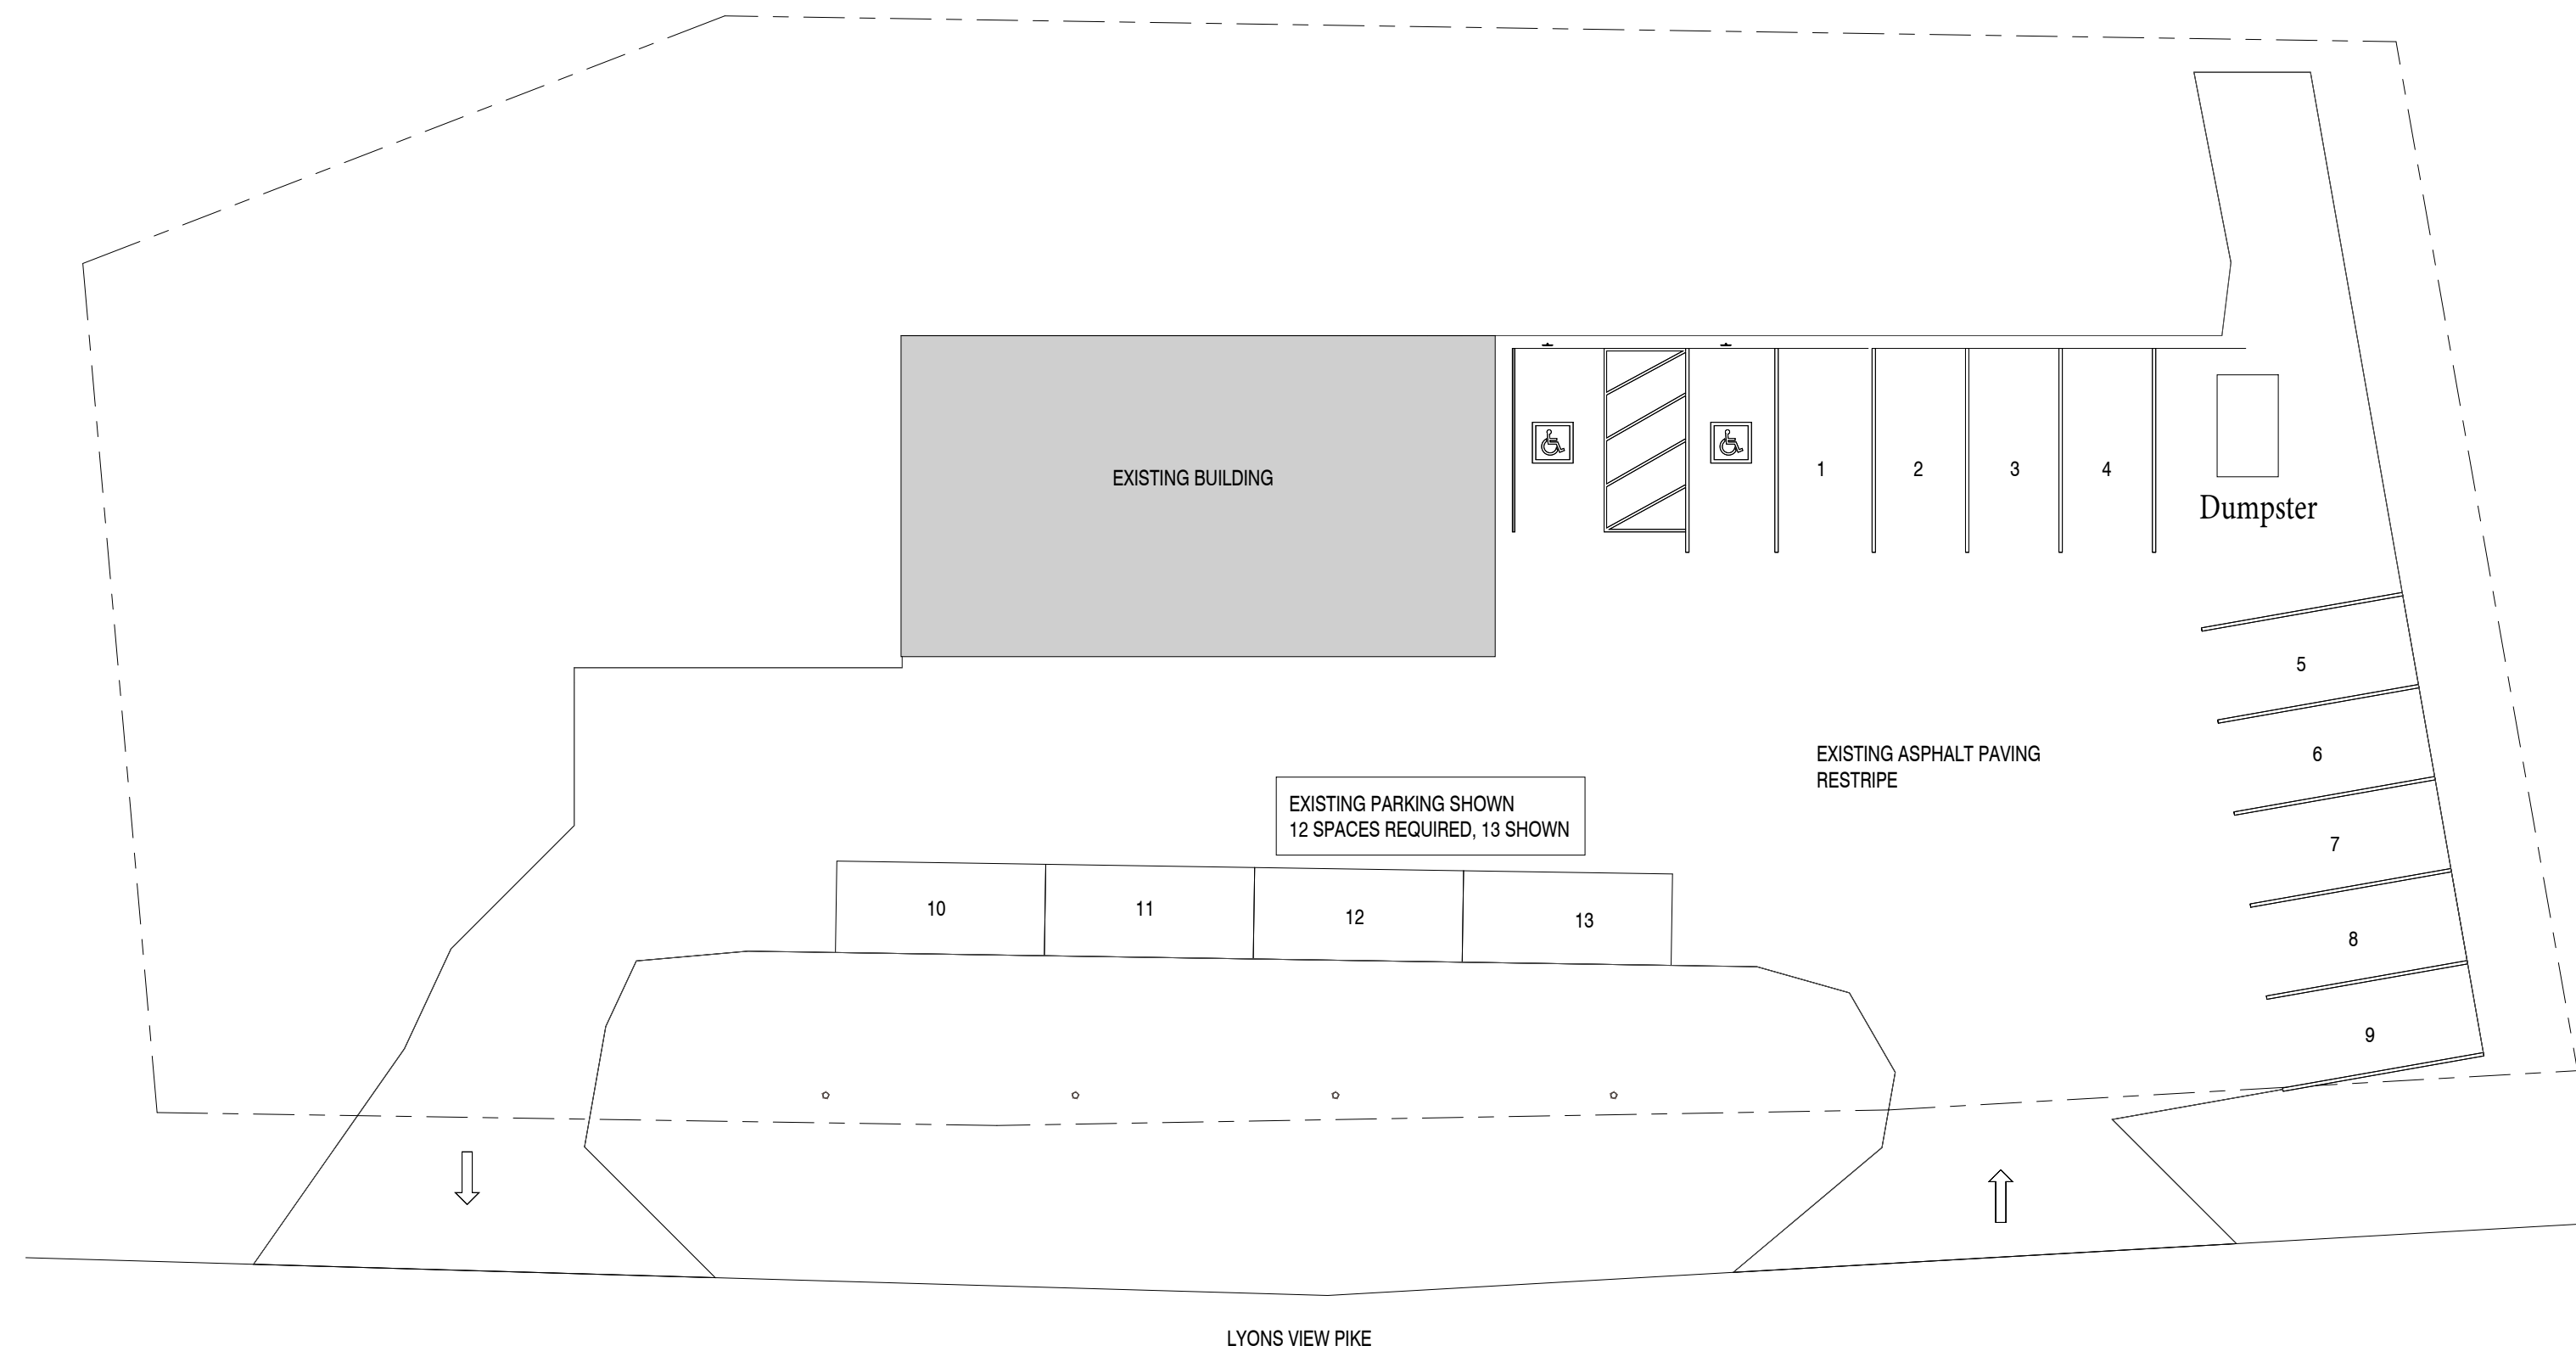 EXISTING BUILDING
1
2
3
4
Dumpster
5
6
7
8
9
EXISTING ASPHALT PAVING
RESTRIPE
EXISTING PARKING SHOWN
12 SPACES REQUIRED, 13 SHOWN
10
11
12
13
LYONS VIEW PIKE